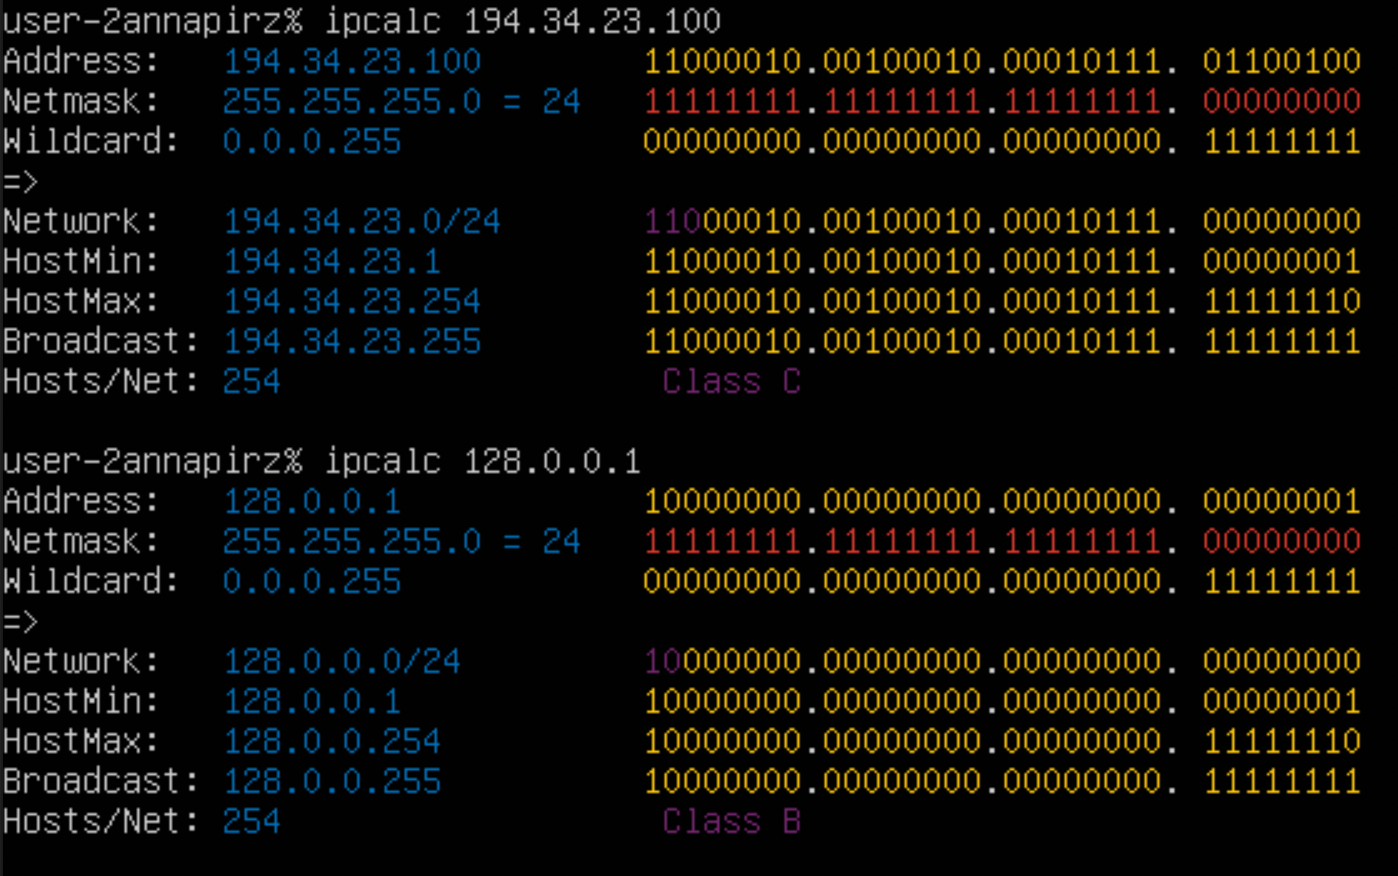 user-2annapirz% ipcalc 194.34.23.100
Address:   194.34.23.100         11000010.00100010.00010111. 01100100
Netmask:   255.255.255.0 = 24    11111111.11111111.11111111. 00000000
Wildcard:  0.0.0.255             00000000.00000000.00000000. 11111111
=>
Network:   194.34.23.0/24        11000010.00100010.00010111. 00000000
HostMin:   194.34.23.1           11000010.00100010.00010111. 00000001
HostMax:   194.34.23.254         11000010.00100010.00010111. 11111110
Broadcast: 194.34.23.255         11000010.00100010.00010111. 11111111
Hosts/Net: 254                    Class C
user-2annapirz% ipcalc 128.0.0.1
Address:   128.0.0.1             10000000.00000000.00000000. 00000001
Netmask:   255.255.255.0 = 24    11111111.11111111.11111111. 00000000
Wildcard:  0.0.0.255             00000000.00000000.00000000. 11111111
=>
Network:   128.0.0.0/24          10000000.00000000.00000000. 00000000
HostMin:   128.0.0.1             10000000.00000000.00000000. 00000001
HostMax:   128.0.0.254           10000000.00000000.00000000. 11111110
Broadcast: 128.0.0.255           10000000.00000000.00000000. 11111111
Hosts/Net: 254                    Class B